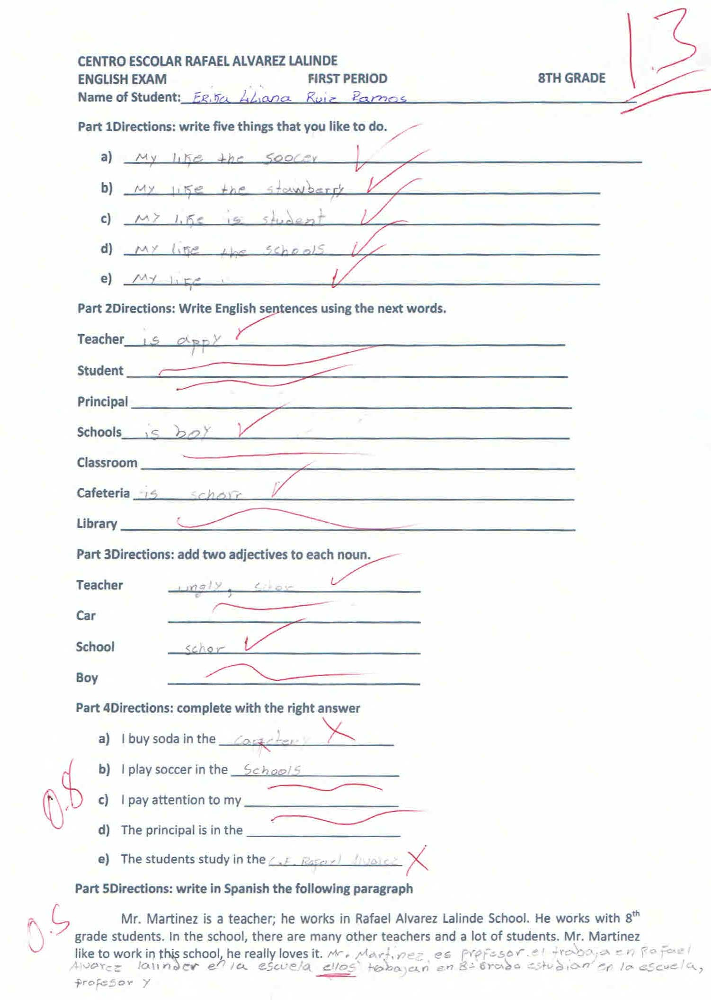 13
CENTRO ESCOLAR RAFAEL ALVAREZ LALINDE
ENGLISH EXAM FIRST PERIOD 8TH GRADE
Name of Student: Erika Liliana Ruiz Ramos
Part 1Directions: write five things that you like to do.
a) My like the soocer
b) My like the stawberry
c) My like is student
d) My like the schools
e) My like
Part 2Directions: Write English sentences using the next words.
Teacher is appy
Student
Principal
Schools is boy
Classroom
Cafeteria is schorr
Library
Part 3Directions: add two adjectives to each noun.
Teacher ungly,
Car
School schor
Boy
Part 4Directions: complete with the right answer
a) I buy soda in the
b) I play soccer in the Schools
0.8
c) I pay attention to my
d) The principal is in the
e) The students study in the C.E. Rafael Alvarez
Part 5Directions: write in Spanish the following paragraph
0.5
Mr. Martinez is a teacher; he works in Rafael Alvarez Lalinde School. He works with 8th
grade students. In the school, there are many other teachers and a lot of students. Mr. Martinez
like to work in this school, he really loves it. Mr. Martinez es profesor. el trabaja en Rafael
Alvarez lalinder en la escuela ellos trabajan en 8° Grado estudian en la escuela,
profesor y